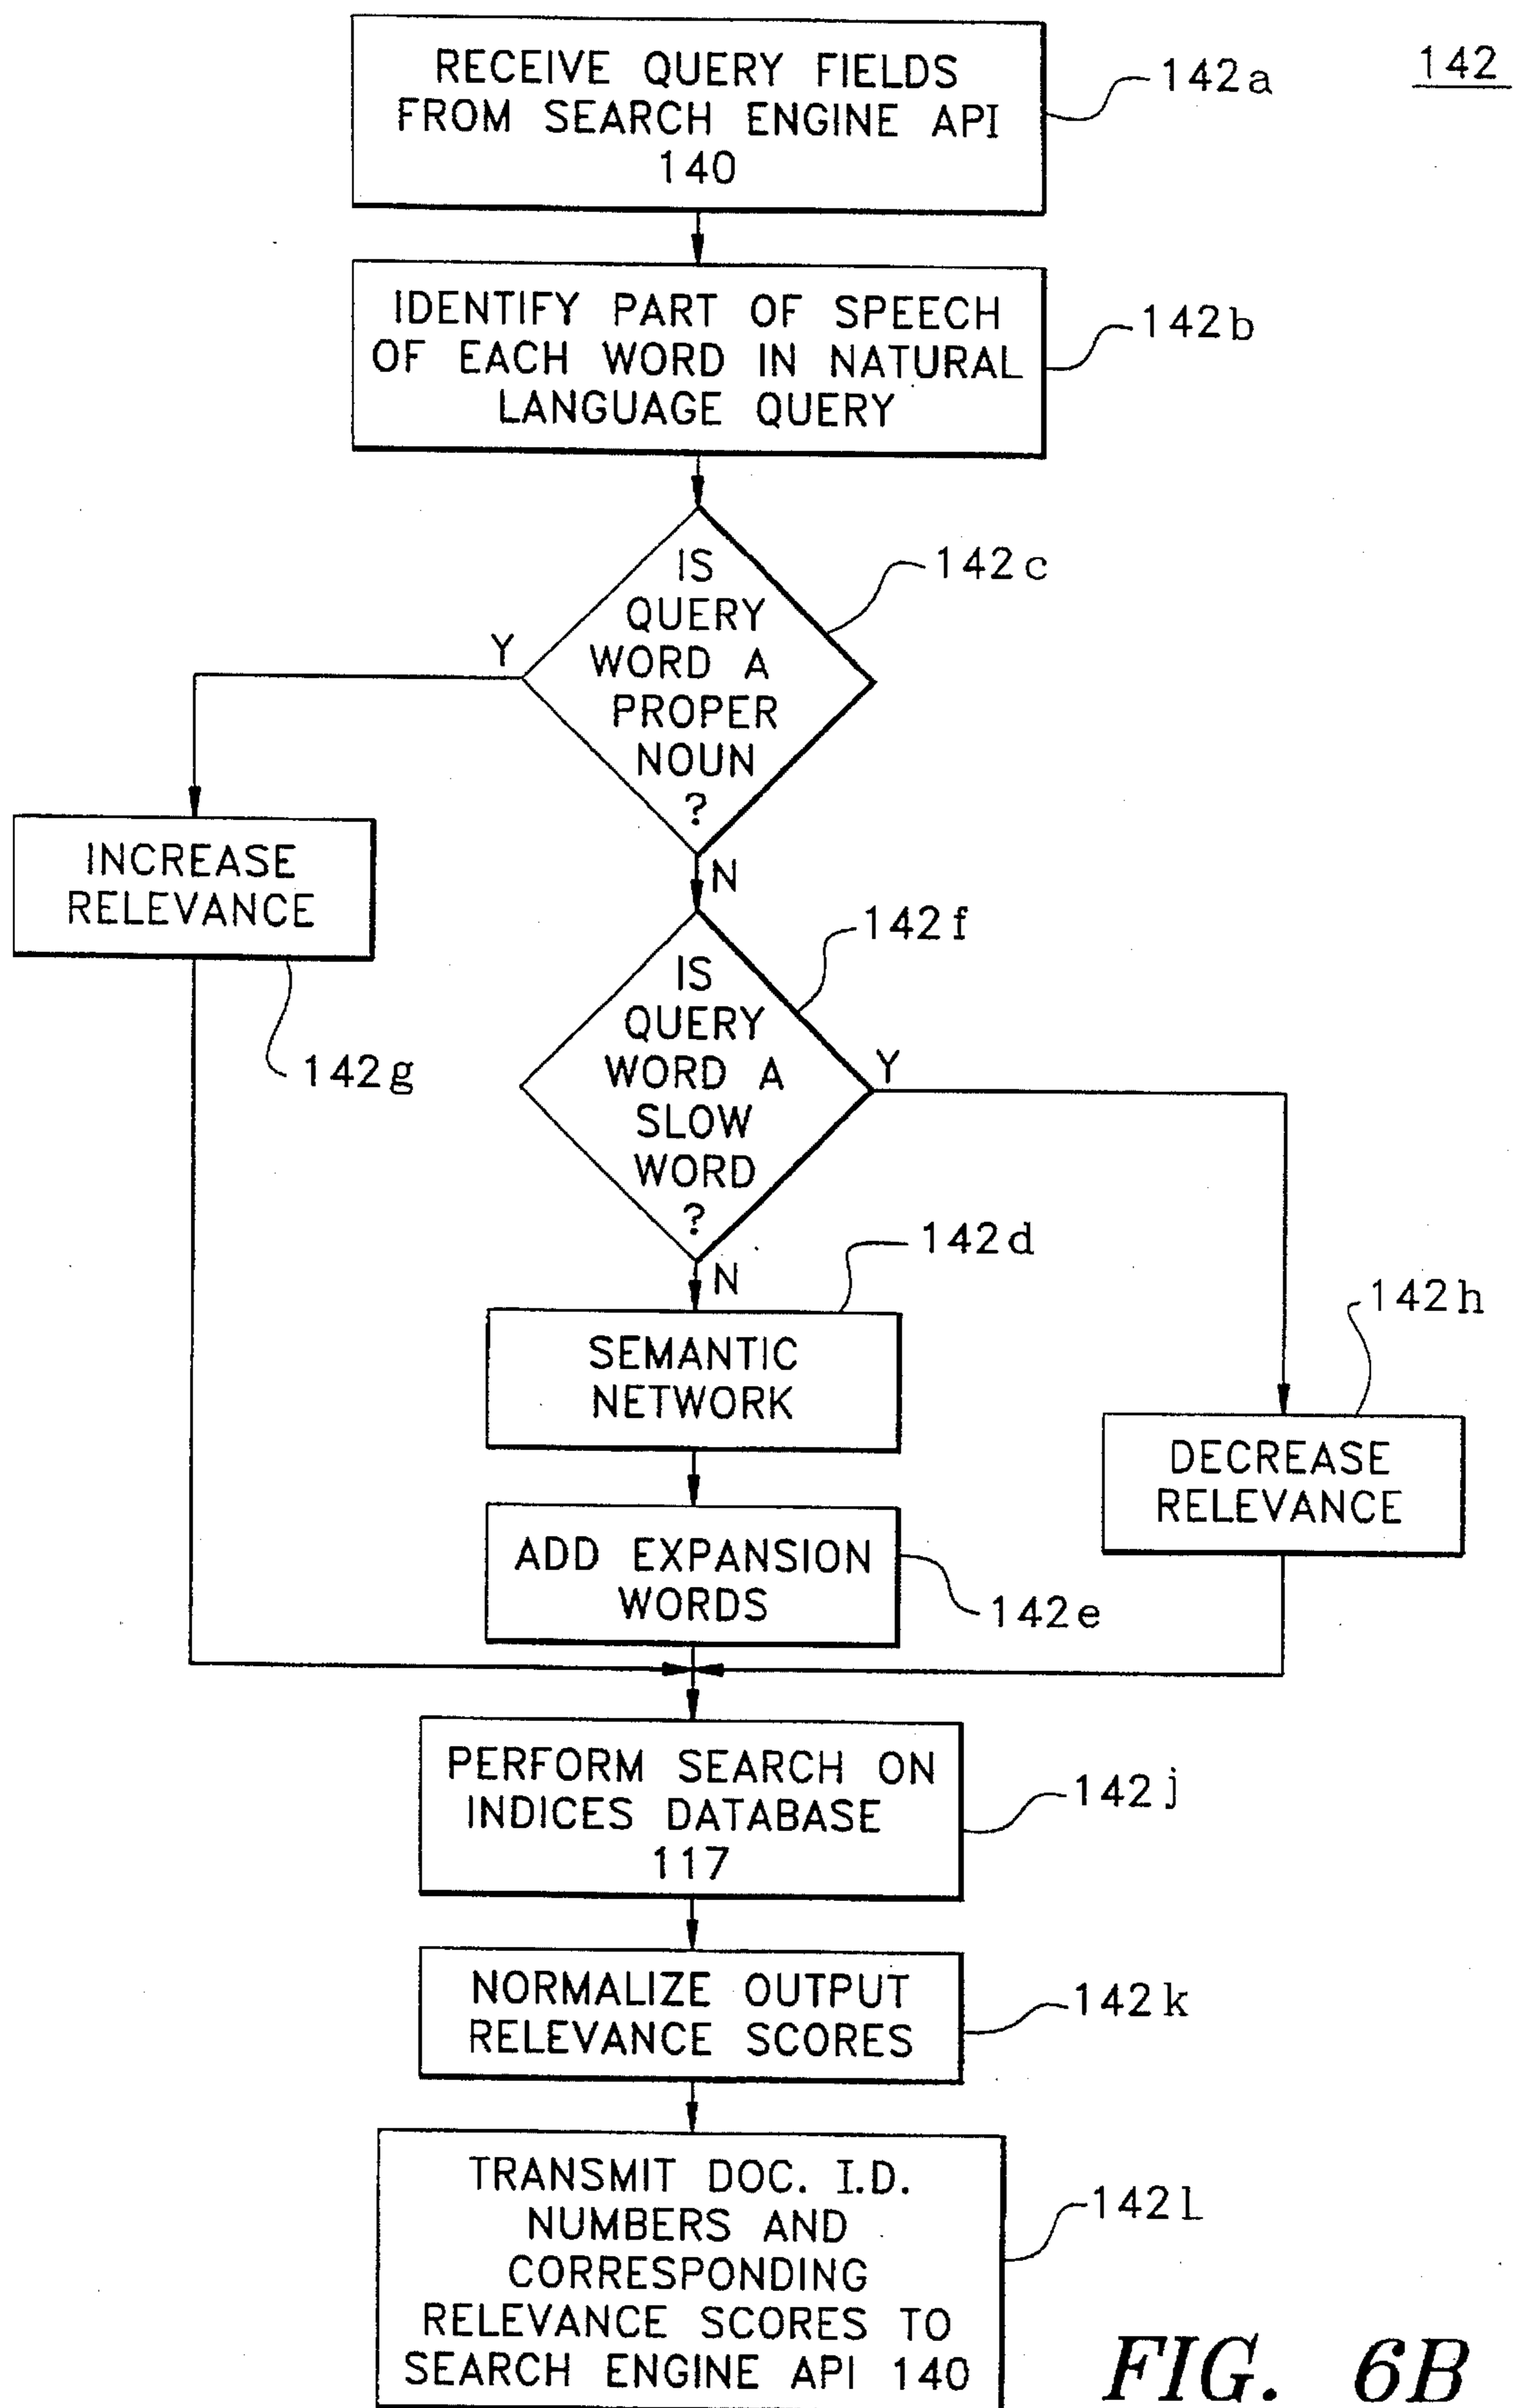 RECEIVE QUERY FIELDS
FROM SEARCH ENGINE API
140
142a
142
IDENTIFY PART OF SPEECH
OF EACH WORD IN NATURAL
LANGUAGE QUERY
142b
IS
QUERY
WORD A
PROPER
NOUN
?
142c
Y
N
INCREASE
RELEVANCE
142g
IS
QUERY
WORD A
SLOW
WORD
?
142f
Y
N
SEMANTIC
NETWORK
142d
DECREASE
RELEVANCE
142h
ADD EXPANSION
WORDS
142e
PERFORM SEARCH ON
INDICES DATABASE
117
142j
NORMALIZE OUTPUT
RELEVANCE SCORES
142k
TRANSMIT DOC. I.D.
NUMBERS AND
CORRESPONDING
RELEVANCE SCORES TO
SEARCH ENGINE API 140
142l
FIG. 6B